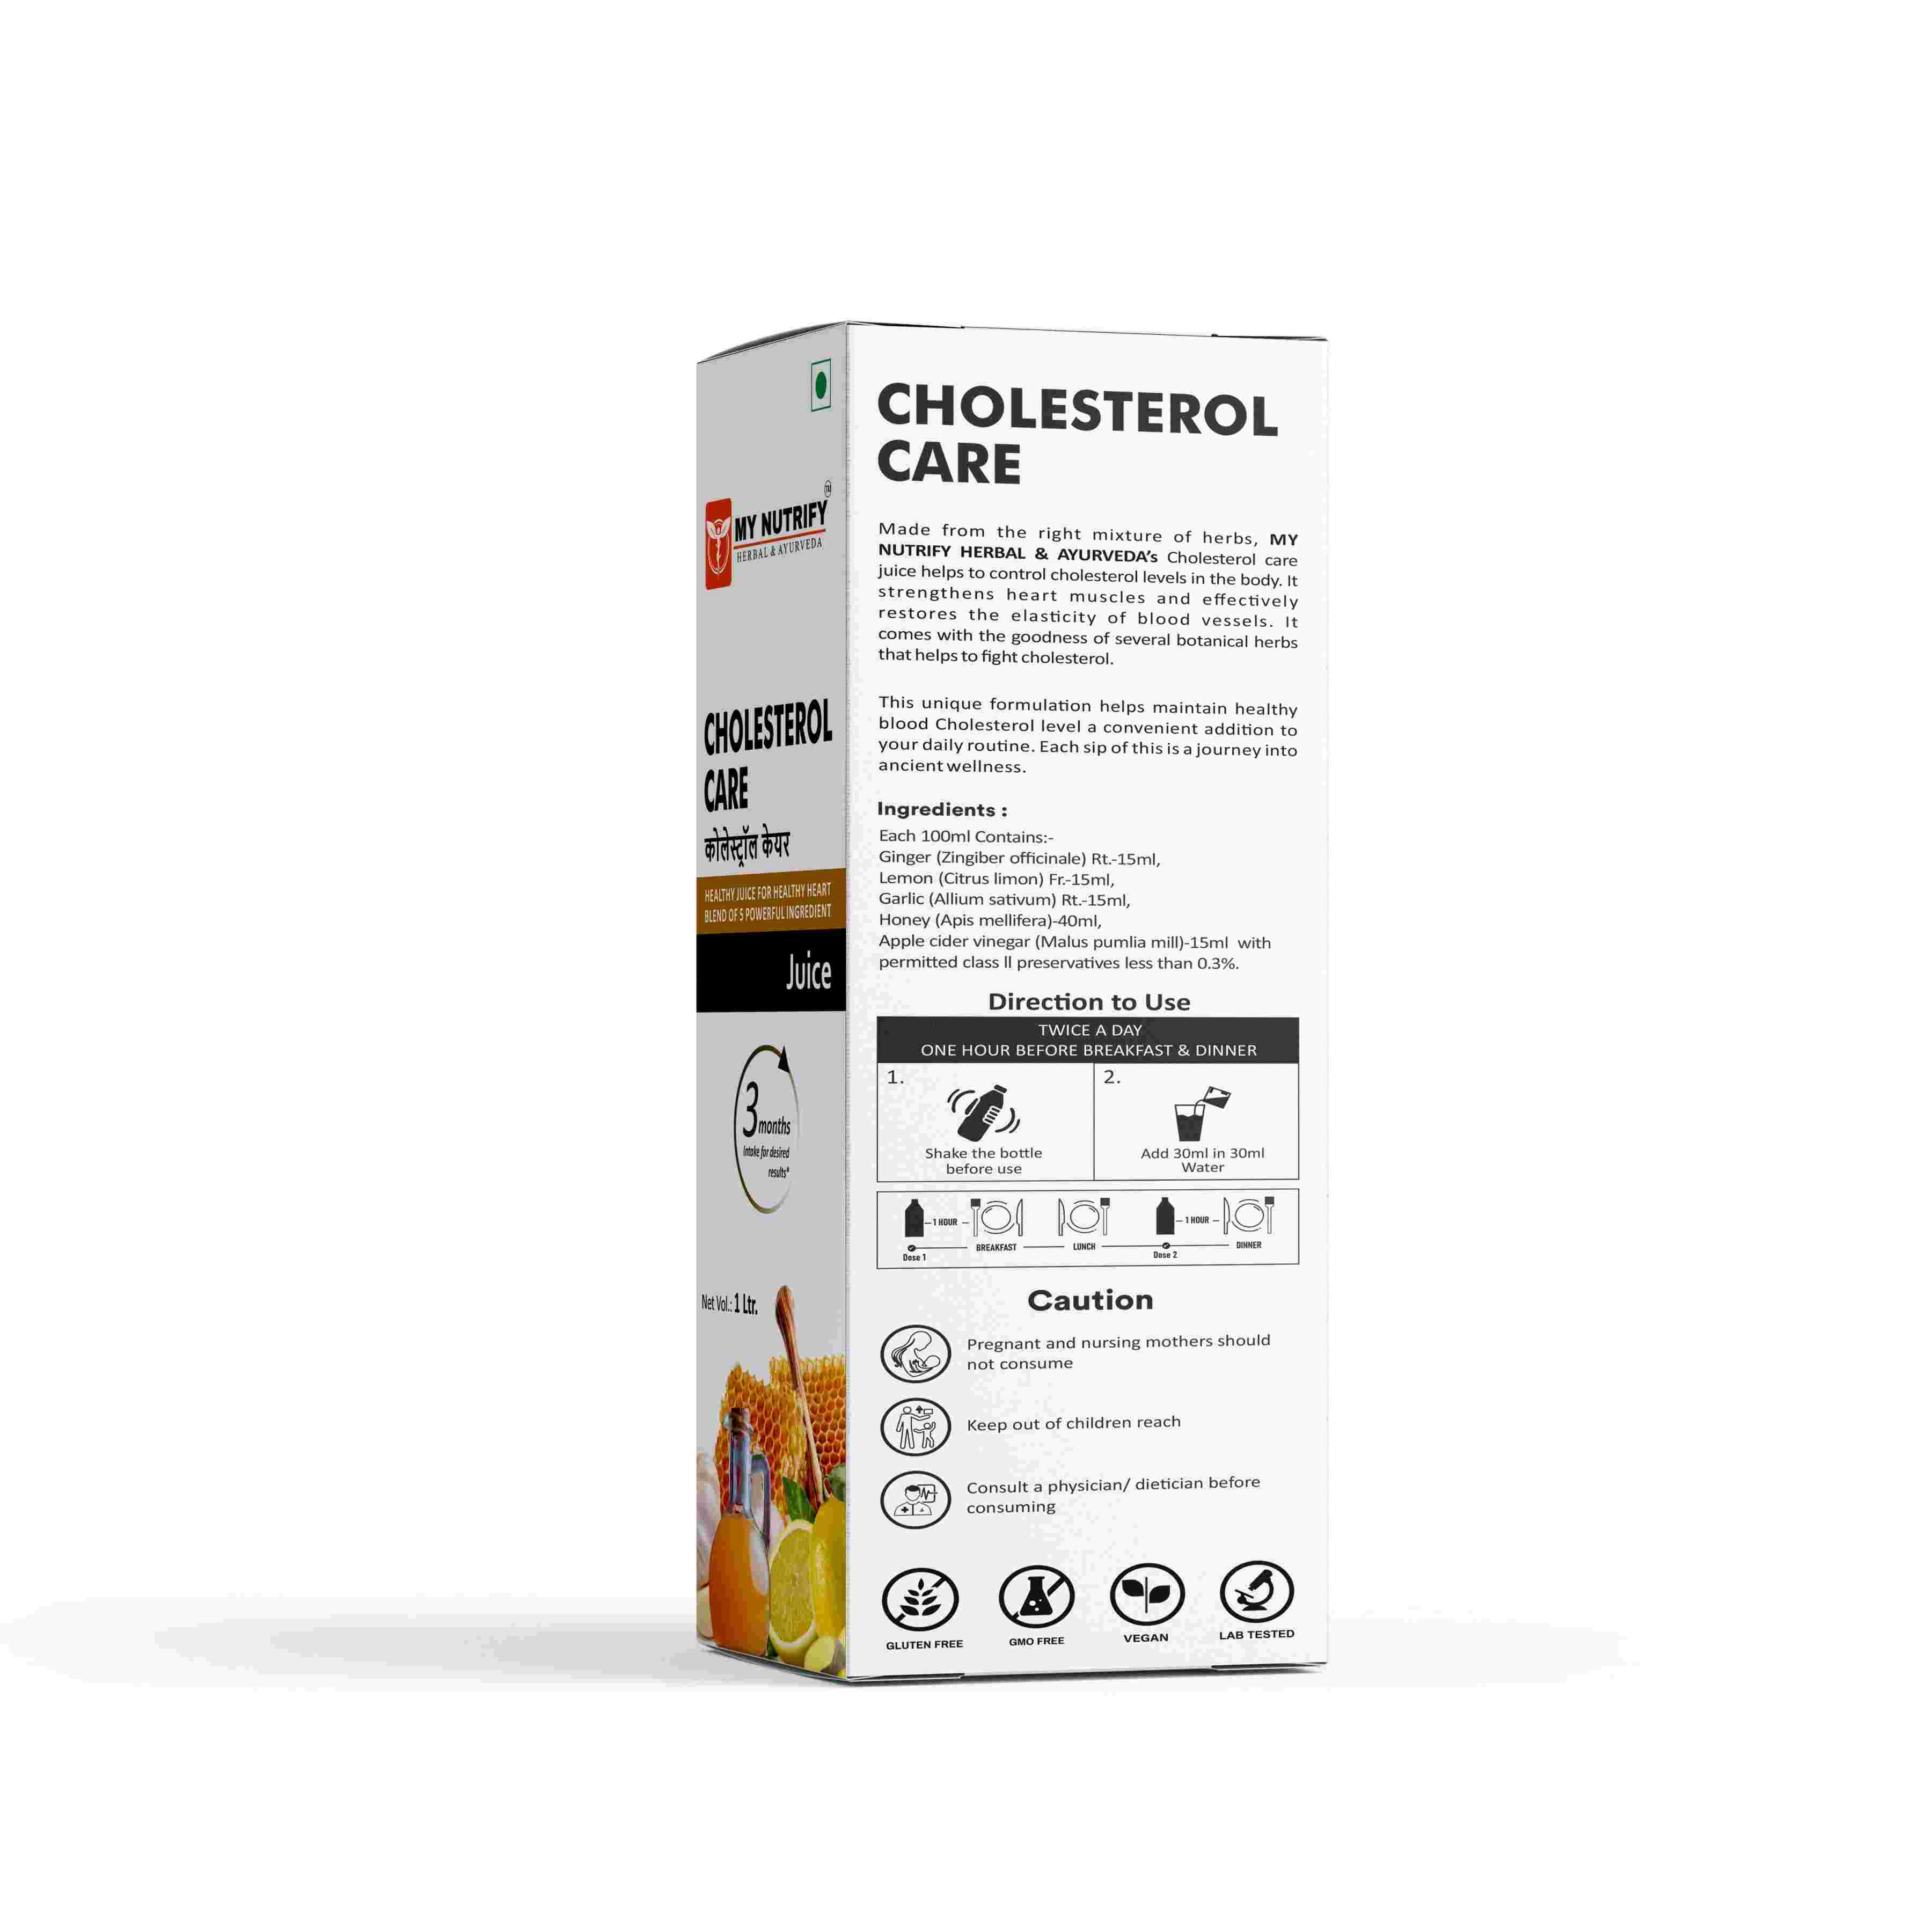 MY NUTRIFY
TM
HERBAL & AYURVEDA
CHOLESTEROL
CARE
कोलेस्ट्रॉल केयर
HEALTHY JUICE FOR HEALTHY HEART
BLEND OF 5 POWERFUL INGREDIENT
Juice
3 months
Intake for desired
results*
Net Vol.: 1 Ltr.
CHOLESTEROL
CARE
Made from the right mixture of herbs, MY
NUTRIFY HERBAL & AYURVEDA's Cholesterol care
juice helps to control cholesterol levels in the body. It
strengthens heart muscles and effectively
restores the elasticity of blood vessels. It
comes with the goodness of several botanical herbs
that helps to fight cholesterol.
This unique formulation helps maintain healthy
blood Cholesterol level a convenient addition to
your daily routine. Each sip of this is a journey into
ancient wellness.
Ingredients :
Each 100ml Contains:-
Ginger (Zingiber officinale) Rt.-15ml,
Lemon (Citrus limon) Fr.-15ml,
Garlic (Allium sativum) Rt.-15ml,
Honey (Apis mellifera)-40ml,
Apple cider vinegar (Malus pumlia mill)-15ml with
permitted class ll preservatives less than 0.3%.
Direction to Use
TWICE A DAY
ONE HOUR BEFORE BREAKFAST & DINNER
1.
Shake the bottle
before use
2.
Add 30ml in 30ml
Water
1 HOUR
1 HOUR
Dose 1
BREAKFAST
LUNCH
Dose 2
DINNER
Caution
Pregnant and nursing mothers should
not consume
Keep out of children reach
Consult a physician/ dietician before
consuming
GLUTEN FREE
GMO FREE
VEGAN
LAB TESTED